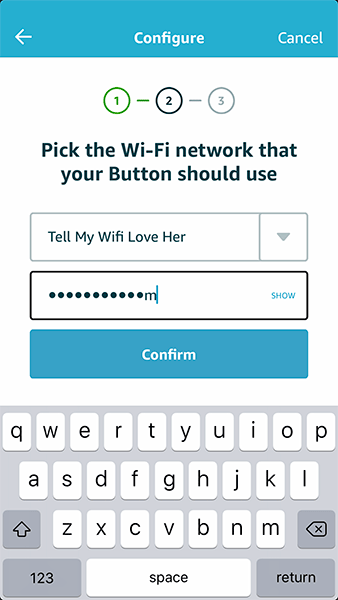 Configure
Cancel
1
2
3
Pick the Wi-Fi network that
your Button should use
Tell My Wifi Love Her
●●●●●●●●●●●m
SHOW
Confirm
q w e r t y u i o p
a s d f g h j k l
z x c v b n m
123 space return